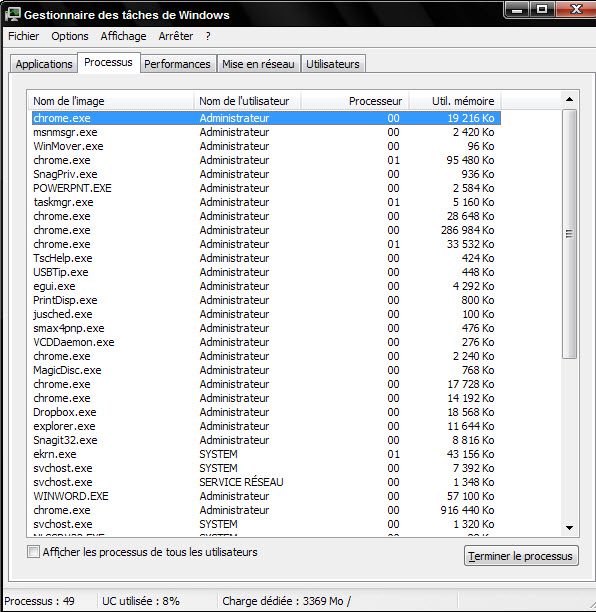 Gestionnaire des tâches de Windows
Fichier Options Affichage Arrêter ?
Applications Processus Performances Mise en réseau Utilisateurs
Nom de l'image Nom de l'utilisateur Processeur Util. mémoire
chrome.exe Administrateur 00 19 216 Ko
msnmsgr.exe Administrateur 00 2 420 Ko
WinMover.exe Administrateur 00 96 Ko
chrome.exe Administrateur 01 95 480 Ko
SnagPriv.exe Administrateur 00 936 Ko
POWERPNT.EXE Administrateur 00 2 584 Ko
taskmgr.exe Administrateur 01 5 160 Ko
chrome.exe Administrateur 00 28 648 Ko
chrome.exe Administrateur 00 286 984 Ko
chrome.exe Administrateur 01 33 532 Ko
TscHelp.exe Administrateur 00 424 Ko
USBTip.exe Administrateur 00 448 Ko
egui.exe Administrateur 00 4 292 Ko
PrintDisp.exe Administrateur 00 800 Ko
jusched.exe Administrateur 00 100 Ko
smax4pnp.exe Administrateur 00 476 Ko
VCDDaemon.exe Administrateur 00 276 Ko
chrome.exe Administrateur 00 2 240 Ko
MagicDisc.exe Administrateur 00 768 Ko
chrome.exe Administrateur 00 17 728 Ko
chrome.exe Administrateur 00 14 192 Ko
Dropbox.exe Administrateur 00 18 568 Ko
explorer.exe Administrateur 00 11 644 Ko
Snagit32.exe Administrateur 00 8 816 Ko
ekrn.exe SYSTEM 01 43 156 Ko
svchost.exe SYSTEM 00 7 392 Ko
svchost.exe SERVICE RÉSEAU 00 1 348 Ko
WINWORD.EXE Administrateur 00 57 100 Ko
chrome.exe Administrateur 00 916 440 Ko
svchost.exe SYSTEM 00 1 320 Ko
Afficher les processus de tous les utilisateurs Terminer le processus
Processus : 49 UC utilisée : 8% Charge dédiée : 3369 Mo /